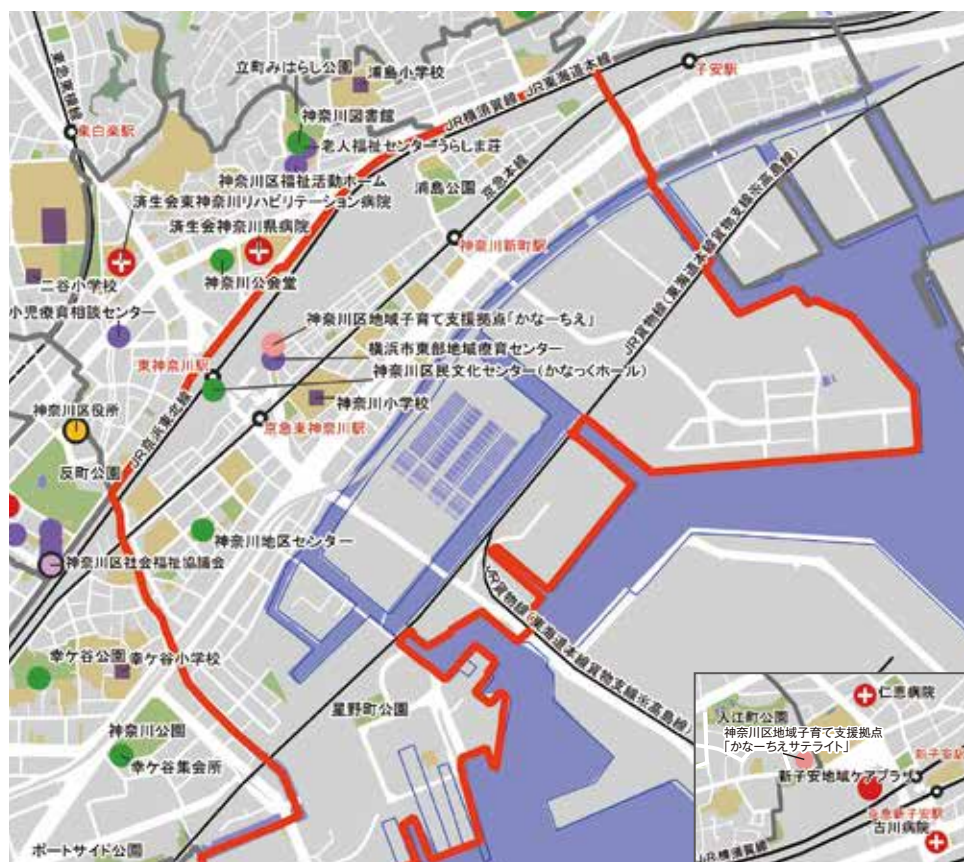 立町みはらし公園
浦島小学校
JR横須賀線
JR東海道本線
子安駅
東急東横線
東白楽駅
神奈川図書館
老人福祉センターうらしま荘
神奈川区福祉活動ホーム
浦島公園
京急本線
済生会東神奈川リハビリテーション病院
済生会神奈川県病院
神奈川新町駅
二谷小学校
神奈川公会堂
小児療育相談センター
神奈川区地域子育て支援拠点「かなーちえ」
横浜市東部地域療育センター
東神奈川駅
神奈川区民文化センター(かなっくホール)
神奈川小学校
神奈川区役所
京急東神奈川駅
JR京浜東北線
JR貨物線(東海道本線貨物支線※高島線)
反町公園
神奈川地区センター
神奈川区社会福祉協議会
JR貨物線(東海道本線貨物支線※高島線)
幸ケ谷公園
幸ケ谷小学校
星野町公園
神奈川公園
幸ケ谷集会所
ポートサイド公園
仁恵病院
入江町公園
神奈川区地域子育て支援拠点
「かなーちえサテライト」
新子安駅
新子安地域ケアプラザ
京急新子安駅
古川病院
JR横須賀線